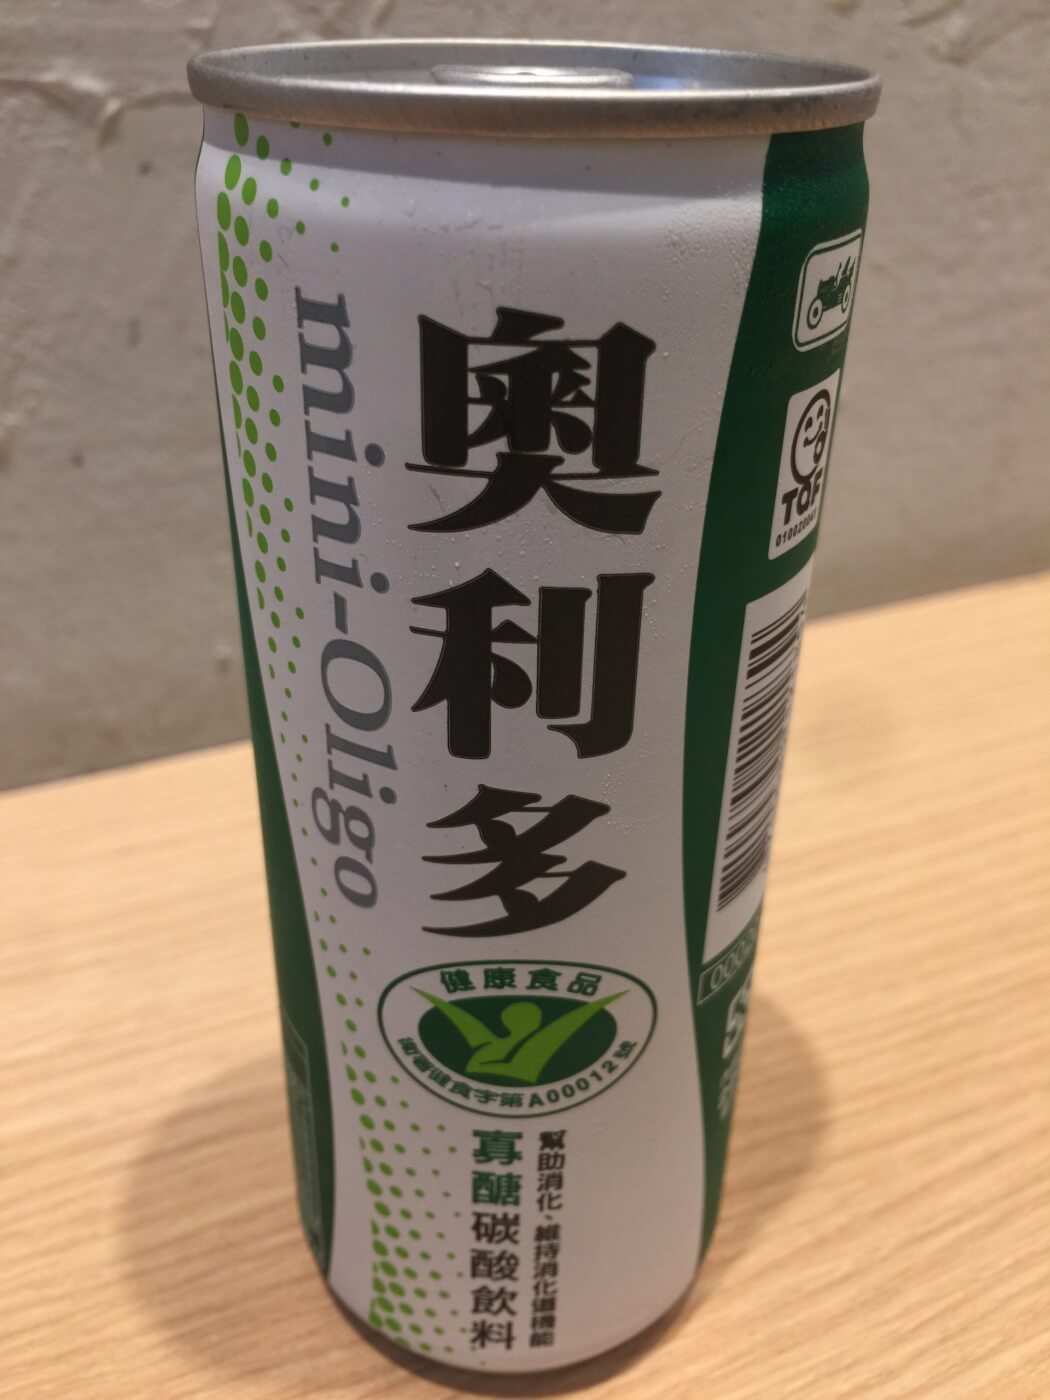 mini-Oligo
奧利多
健康食品
衛署健食字第A00012號
幫助消化、維持消化道機能
寡醣碳酸飲料
TQF